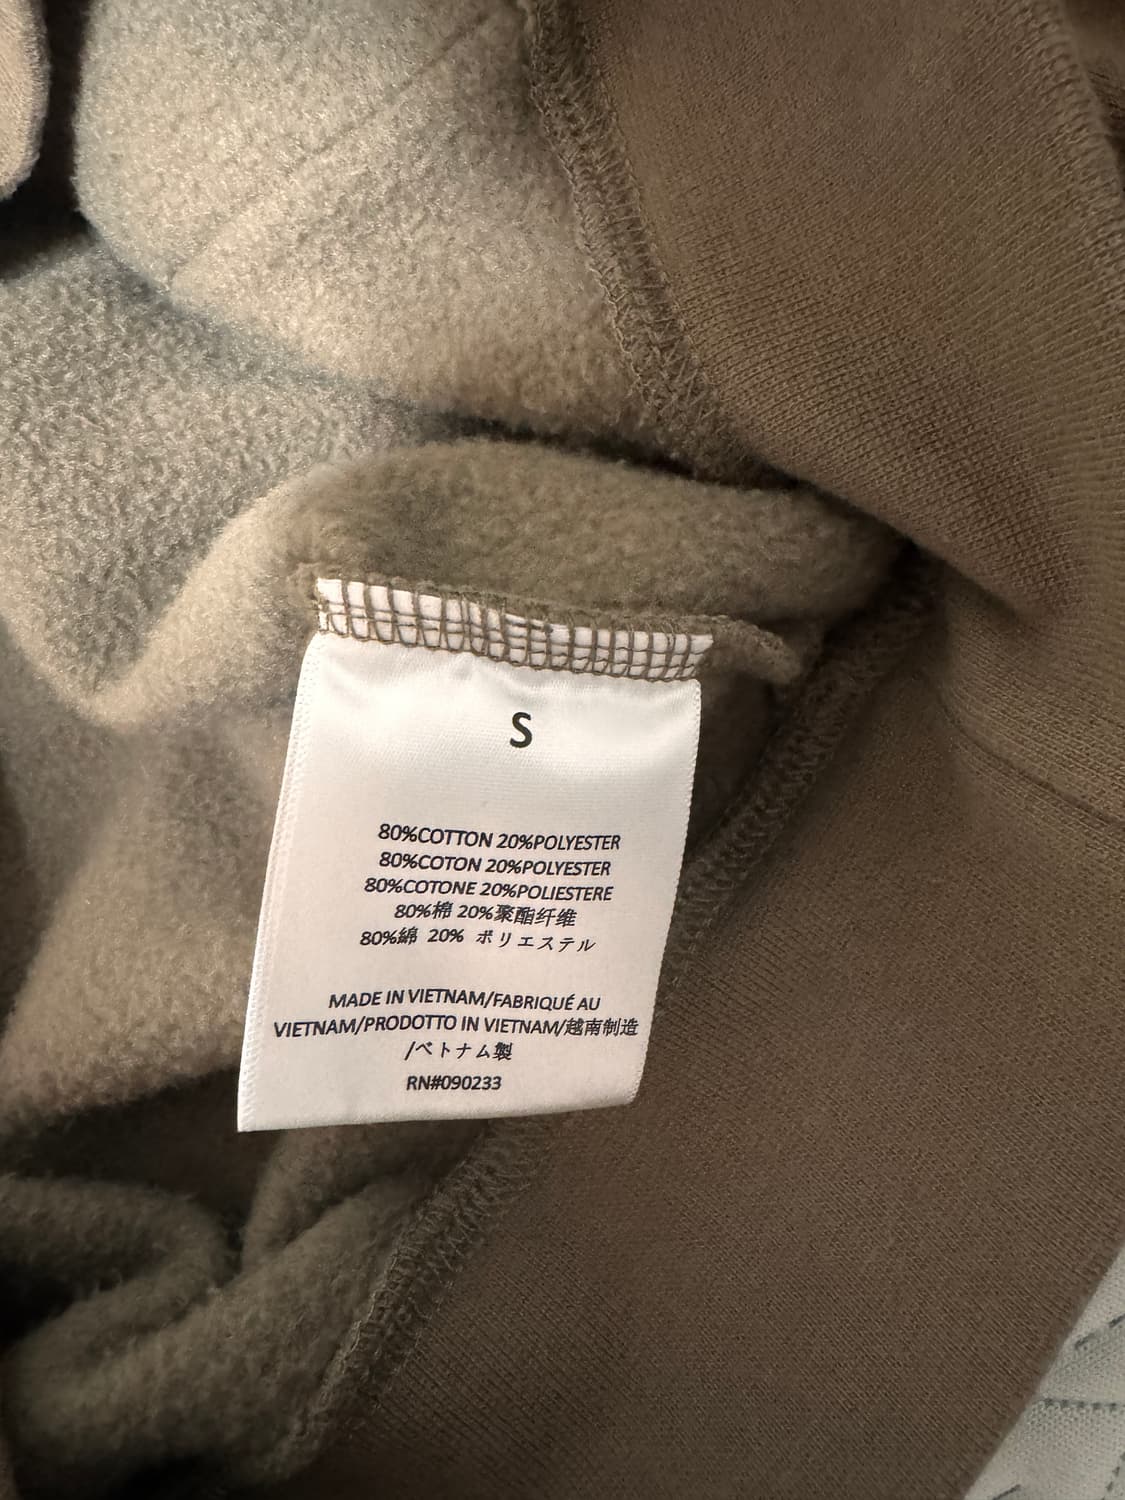 S
80%COTTON 20%POLYESTER
80%COTON 20%POLYESTER
80%COTONE 20%POLIESTERE
80%棉 20%聚酯纤维
80%綿 20% ポリエステル
MADE IN VIETNAM/FABRIQUÉ AU
VIETNAM/PRODOTTO IN VIETNAM/越南制造
/ベトナム製
RN#090233